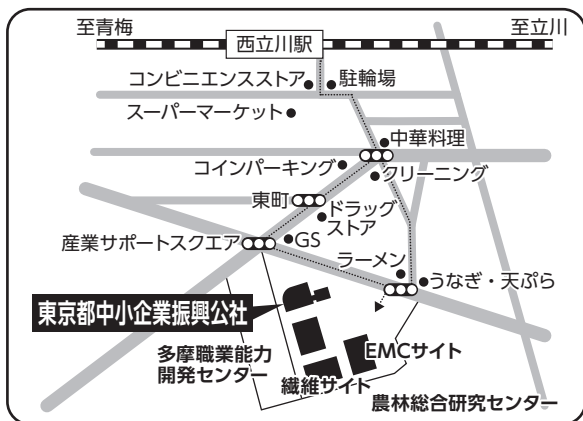 至青梅
至立川
西立川駅
コンビニエンスストア
駐輪場
スーパーマーケット
中華料理
コインパーキング
クリーニング
東町
ドラッグ
ストア
産業サポートスクエア
GS
ラーメン
うなぎ・天ぷら
東京都中小企業振興公社
多摩職業能力
開発センター
EMCサイト
繊維サイト
農林総合研究センター